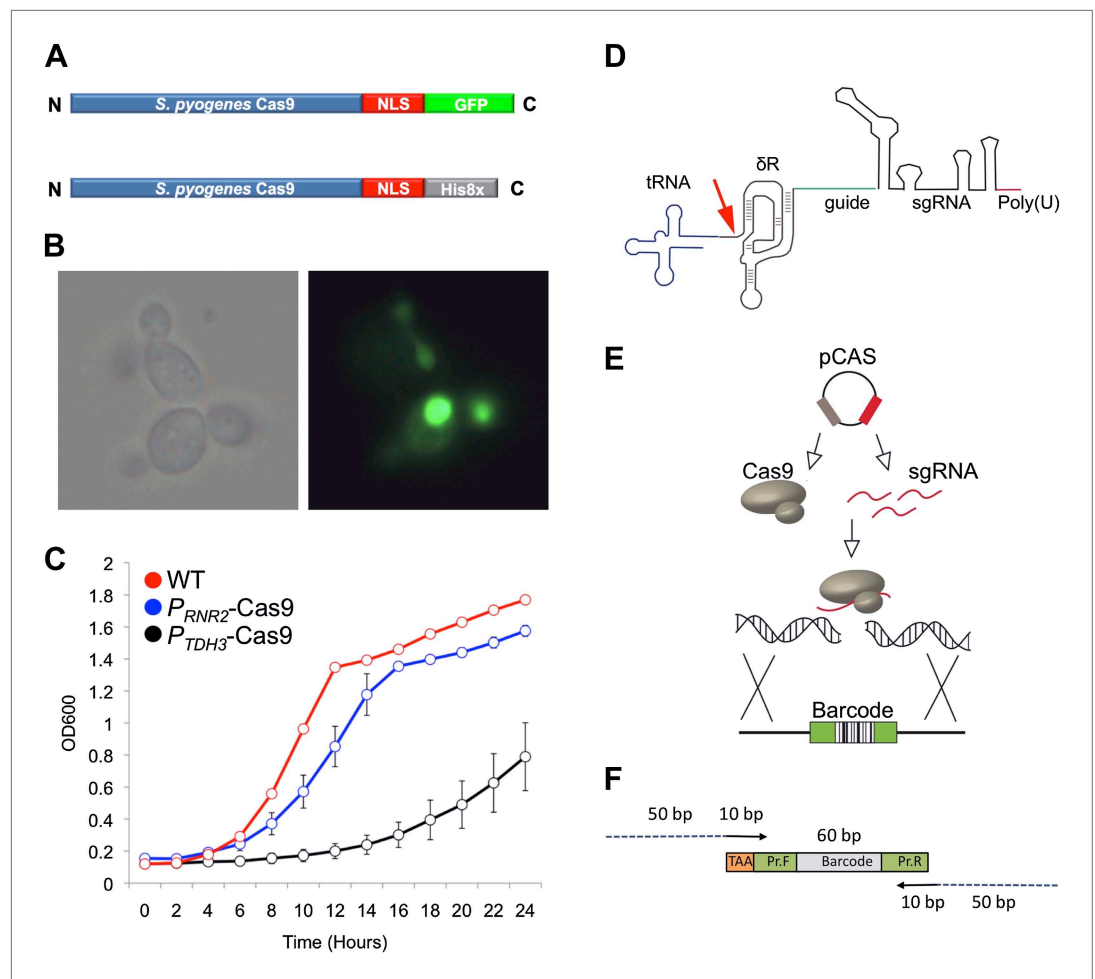 A
N S. pyogenes Cas9 NLS GFP C
N S. pyogenes Cas9 NLS His8x C
B
C
WT
P_RNR2-Cas9
P_TDH3-Cas9
OD600
2
1.8
1.6
1.4
1.2
1
0.8
0.6
0.4
0.2
0
0 2 4 6 8 10 12 14 16 18 20 22 24
Time (Hours)
D
tRNA
δR
guide
sgRNA
Poly(U)
E
pCAS
Cas9
sgRNA
Barcode
F
50 bp 10 bp
60 bp
TAA Pr.F Barcode Pr.R
10 bp 50 bp